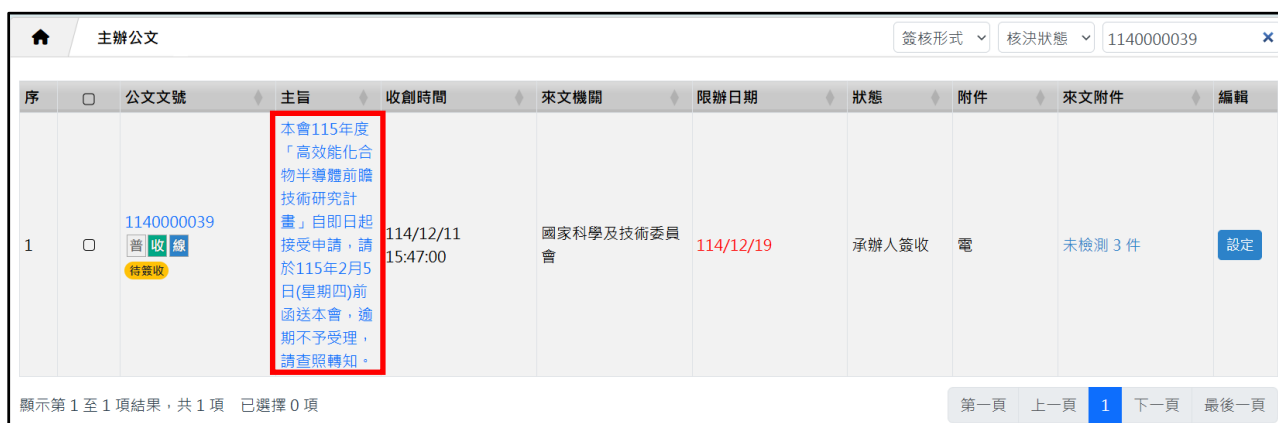 主辦公文
簽核形式 核決狀態 1140000039 ×
序 公文文號 主旨 收創時間 來文機關 限辦日期 狀態 附件 來文附件 編輯
1
1140000039
普 收 線
待簽收
本會115年度
「高效能化合
物半導體前瞻
技術研究計
畫」自即日起
接受申請，請
於115年2月5
日(星期四)前
函送本會，逾
期不予受理，
請查照轉知。
114/12/11
15:47:00
國家科學及技術委員
會
114/12/19
承辦人簽收
電
未檢測 3 件
設定
顯示第 1 至 1 項結果，共 1 項 已選擇 0 項
第一頁 上一頁 1 下一頁 最後一頁